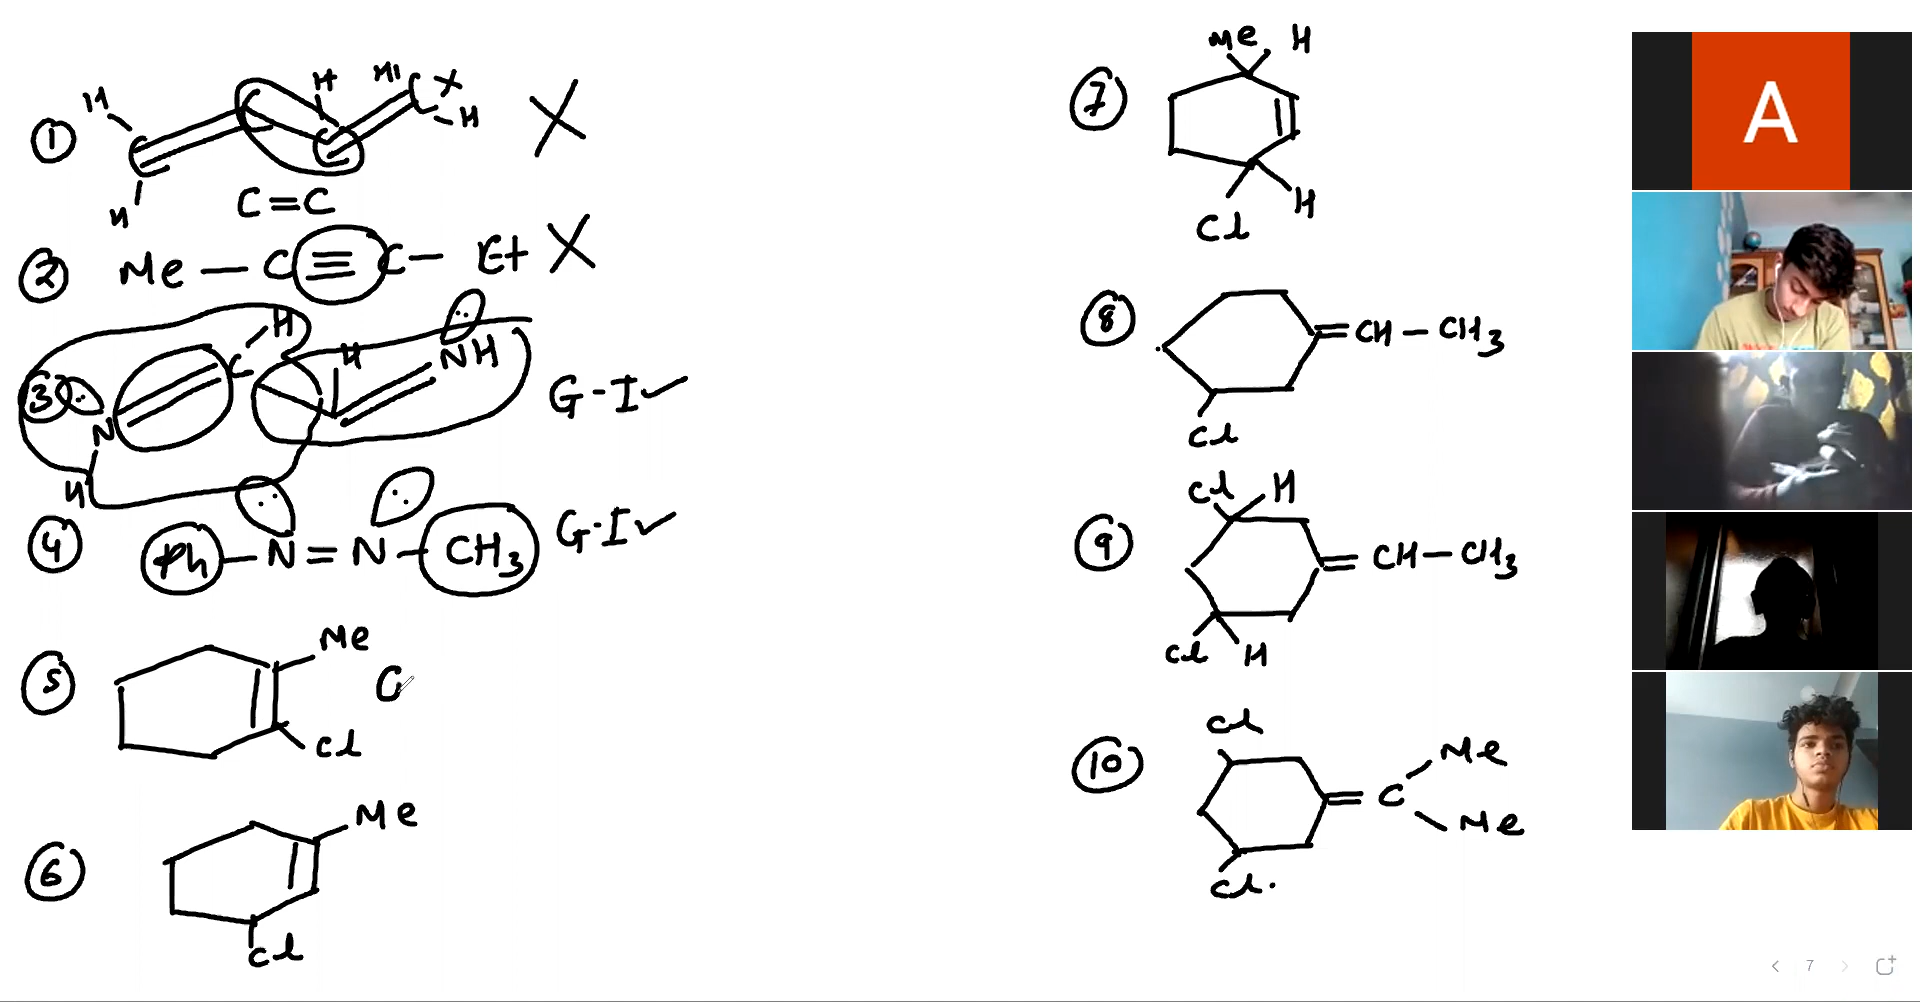 ① H H C C H C H C X H X
C = C
② Me — C ≡ C — Et X
③ H N C H H NH G-I ✓
④ Ph — N = N — CH3 G-I ✓
⑤ Me Cl G
⑥ Me Cl
⑦ Me H Cl H
⑧ = CH — CH3 Cl
⑨ Cl H = CH — CH3 Cl H
⑩ Cl = C Me Me Cl.
A
7